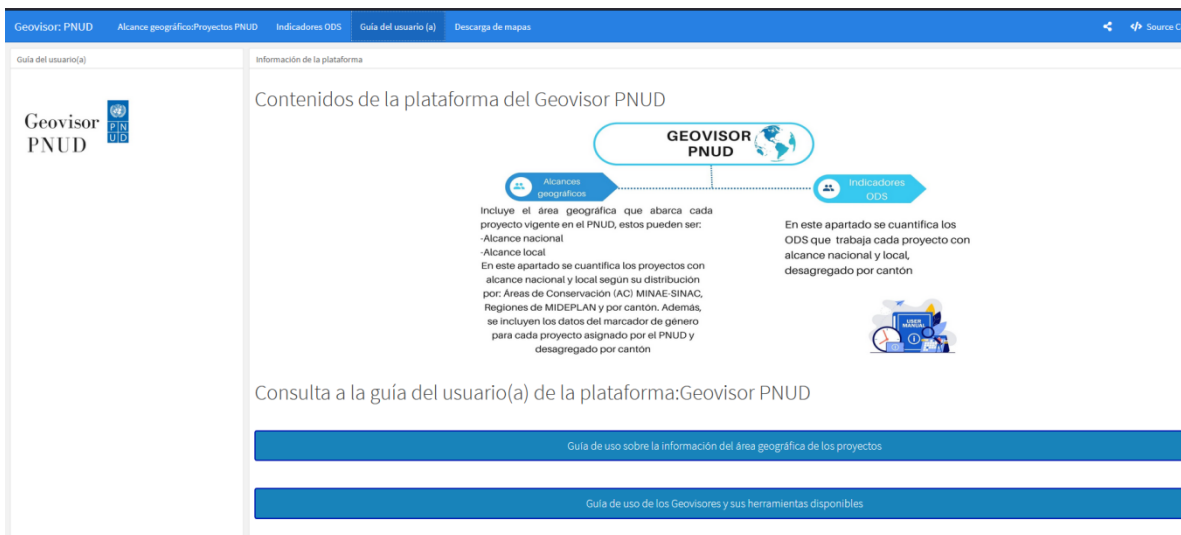 Geovisor: PNUD Alcance geográfico:Proyectos PNUD Indicadores ODS Guía del usuario (a) Descarga de mapas </> Source C
Guía del usuario(a)
Información de la plataforma
Geovisor
PNUD
PN
UD
Contenidos de la plataforma del Geovisor PNUD
GEOVISOR
PNUD
Alcances
geográficos
Incluye el área geográfica que abarca cada
proyecto vigente en el PNUD, estos pueden ser:
-Alcance nacional
-Alcance local
En este apartado se cuantifica los proyectos con
alcance nacional y local según su distribución
por: Áreas de Conservación (AC) MINAE-SINAC,
Regiones de MIDEPLAN y por cantón. Además,
se incluyen los datos del marcador de género
para cada proyecto asignado por el PNUD y
desagregado por cantón
Indicadores
ODS
En este apartado se cuantifica los
ODS que trabaja cada proyecto con
alcance nacional y local,
desagregado por cantón
USER
MANUAL
Consulta a la guía del usuario(a) de la plataforma:Geovisor PNUD
Guía de uso sobre la información del área geográfica de los proyectos
Guía de uso de los Geovisores y sus herramientas disponibles